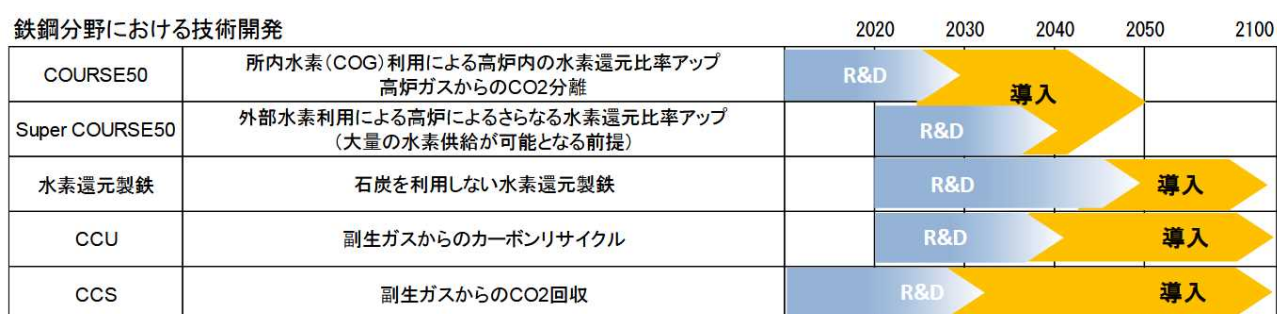 鉄鋼分野における技術開発
2020 2030 2040 2050 2100
COURSE50
所内水素(COG)利用による高炉内の水素還元比率アップ
高炉ガスからのCO2分離
R&D
導入
Super COURSE50
外部水素利用による高炉によるさらなる水素還元比率アップ
(大量の水素供給が可能となる前提)
R&D
水素還元製鉄
石炭を利用しない水素還元製鉄
R&D
導入
CCU
副生ガスからのカーボンリサイクル
R&D
導入
CCS
副生ガスからのCO2回収
R&D
導入